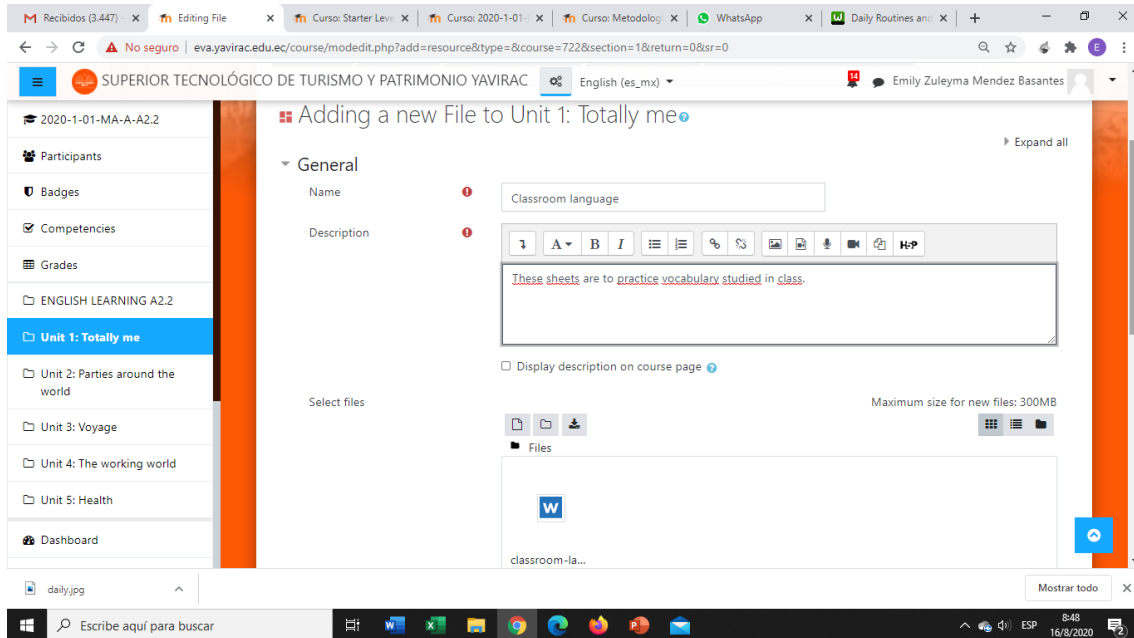 Recibidos (3.447) -
Editing File
Curso: Starter Leve
Curso: 2020-1-01-
Curso: Metodolog
WhatsApp
Daily Routines and
No seguro | eva.yavirac.edu.ec/course/modedit.php?add=resource&type=&course=722&section=1&return=0&sr=0
E
SUPERIOR TECNOLÓGICO DE TURISMO Y PATRIMONIO YAVIRAC
English (es_mx)
14
Emily Zuleyma Mendez Basantes
2020-1-01-MA-A-A2.2
Participants
Badges
Competencies
Grades
ENGLISH LEARNING A2.2
Unit 1: Totally me
Unit 2: Parties around the
world
Unit 3: Voyage
Unit 4: The working world
Unit 5: Health
Dashboard
Adding a new File to Unit 1: Totally me
Expand all
General
Name
Classroom language
Description
A B I H-P
These sheets are to practice vocabulary studied in class.
Display description on course page
Select files
Maximum size for new files: 300MB
Files
W
classroom-la...
daily.jpg
Mostrar todo
Escribe aquí para buscar
ESP
8:48
16/8/2020
2